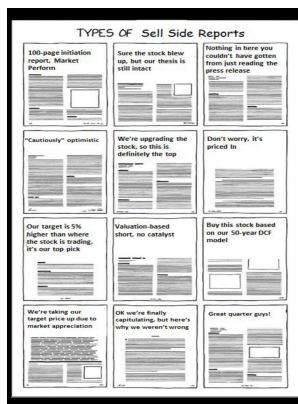 TYPES OF Sell Side Reports
100-page initiation
report, Market
Perform
Sure the stock blew
up, but our thesis is
still intact
Nothing in here you
couldn't have gotten
from just reading the
press release
"Cautiously" optimistic
We're upgrading the
stock, so this is
definitely the top
Don't worry, it's
priced In
Our target is 5%
higher than where
the stock is trading,
it's our top pick
Valuation-based
short, no catalyst
Buy this stock based
on our 50-year DCF
model
We're taking our
target price up due to
market appreciation
OK we're finally
capitulating, but here's
why we weren't wrong
Great quarter guys!